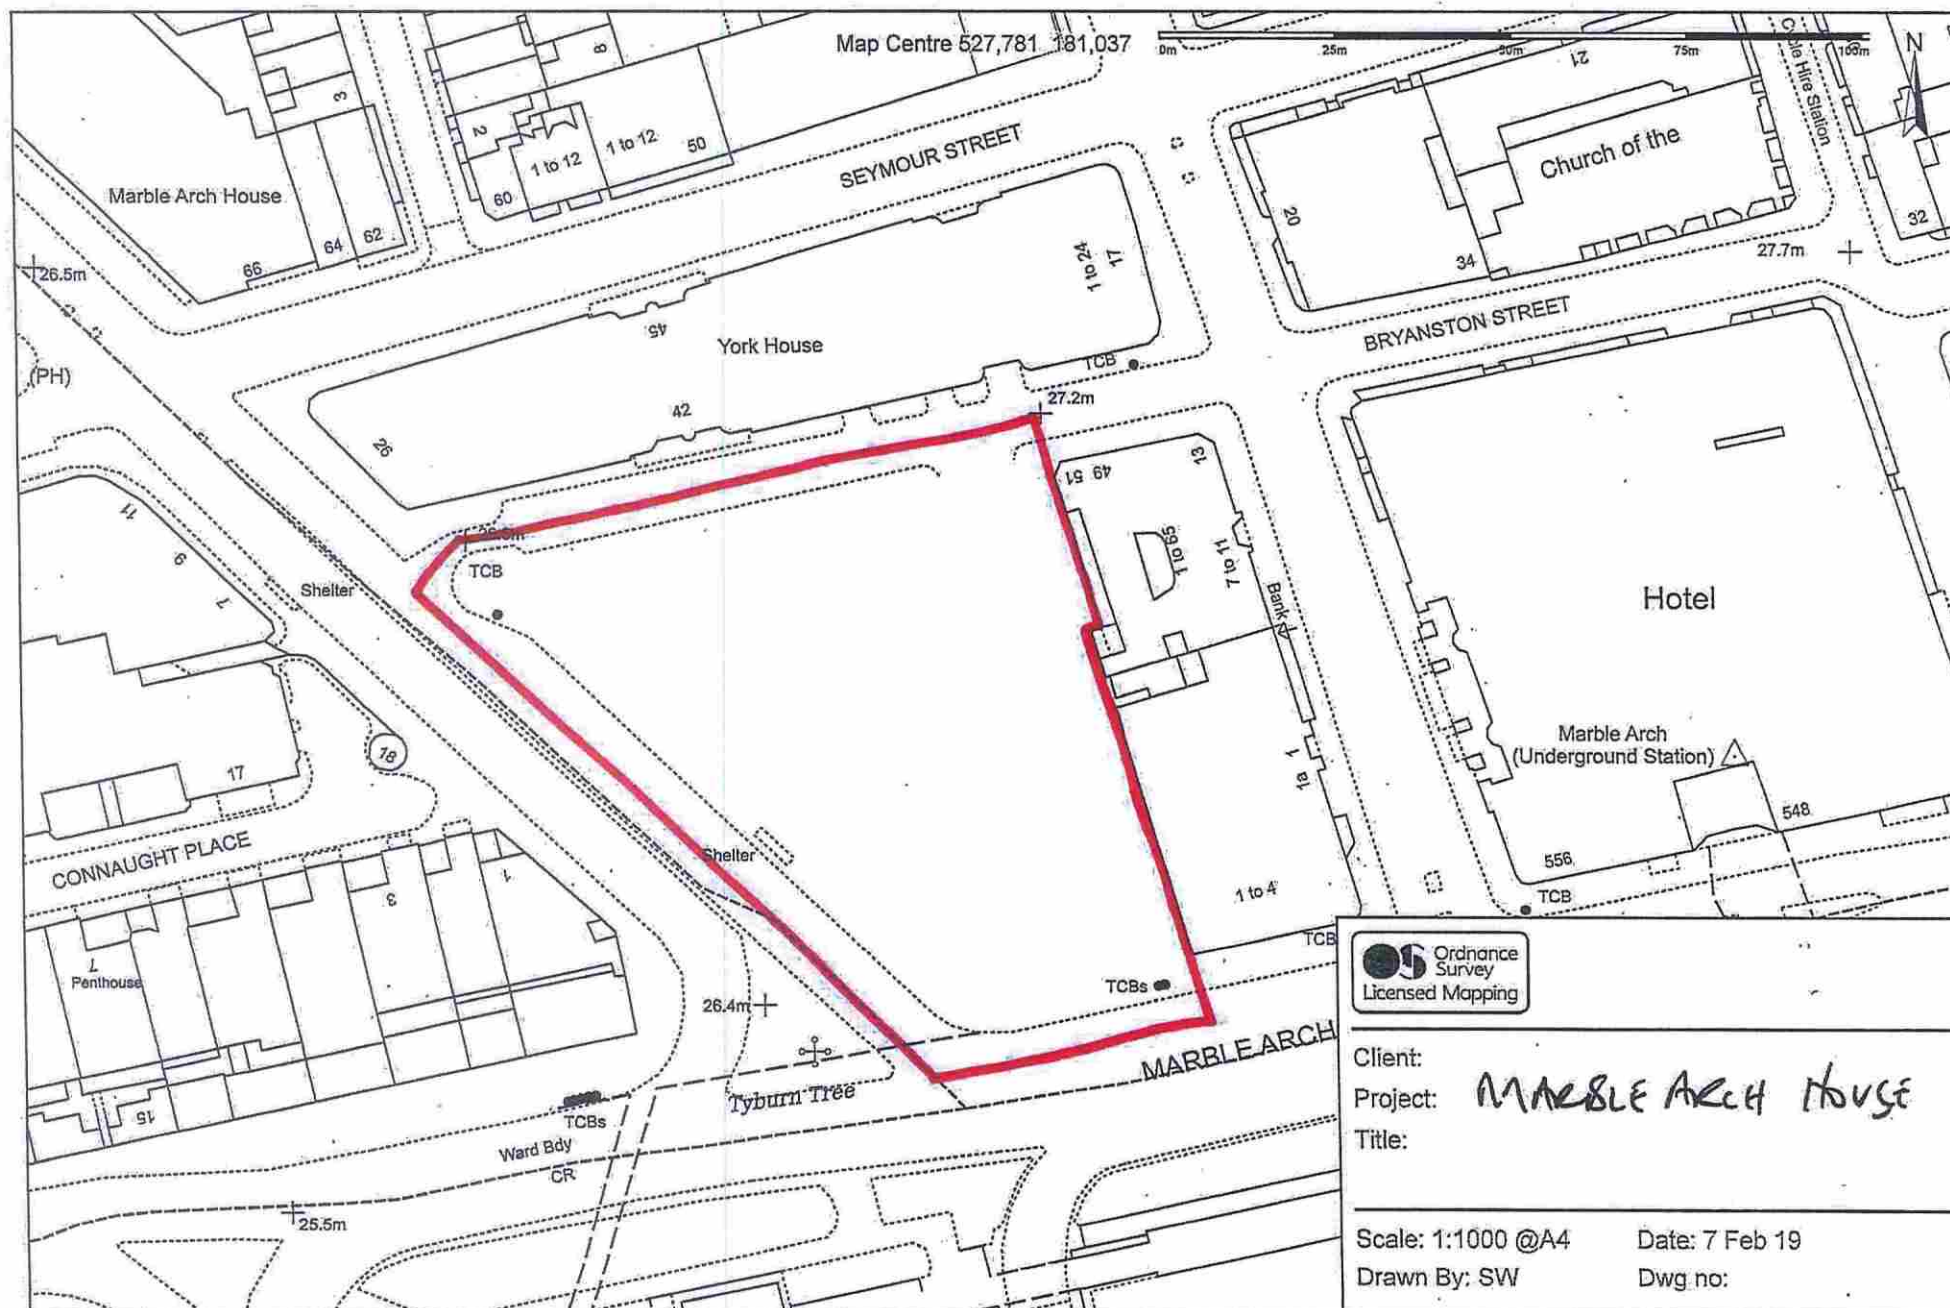 Map Centre 527,781 181,037
0m 25m 50m 75m 100m
N
Cycle Hire Station
21
3
8
2
1 to 12
1 to 12
50
60
SEYMOUR STREET
Church of the
Marble Arch House
64
62
66
26.5m
20
34
32
27.7m
1 to 24
17
45
York House
BRYANSTON STREET
(PH)
TCB
27.2m
42
26
49 51
13
11
9
7
TCB
Shelter
1 to 65
7 to 11
Bank
Hotel
18
17
Marble Arch
(Underground Station)
1a 1
548
CONNAUGHT PLACE
Shelter
556
TCB
3
1
1 to 4
TCB
7
Penthouse
TCBs
26.4m
MARBLE ARCH
Tyburn Tree
15
TCBs
Ward Bdy
CR
25.5m
OS Ordnance
Survey
Licensed Mapping
Client:
Project: MARBLE ARCH HOUSE
Title:
Scale: 1:1000 @A4 Date: 7 Feb 19
Drawn By: SW Dwg no: